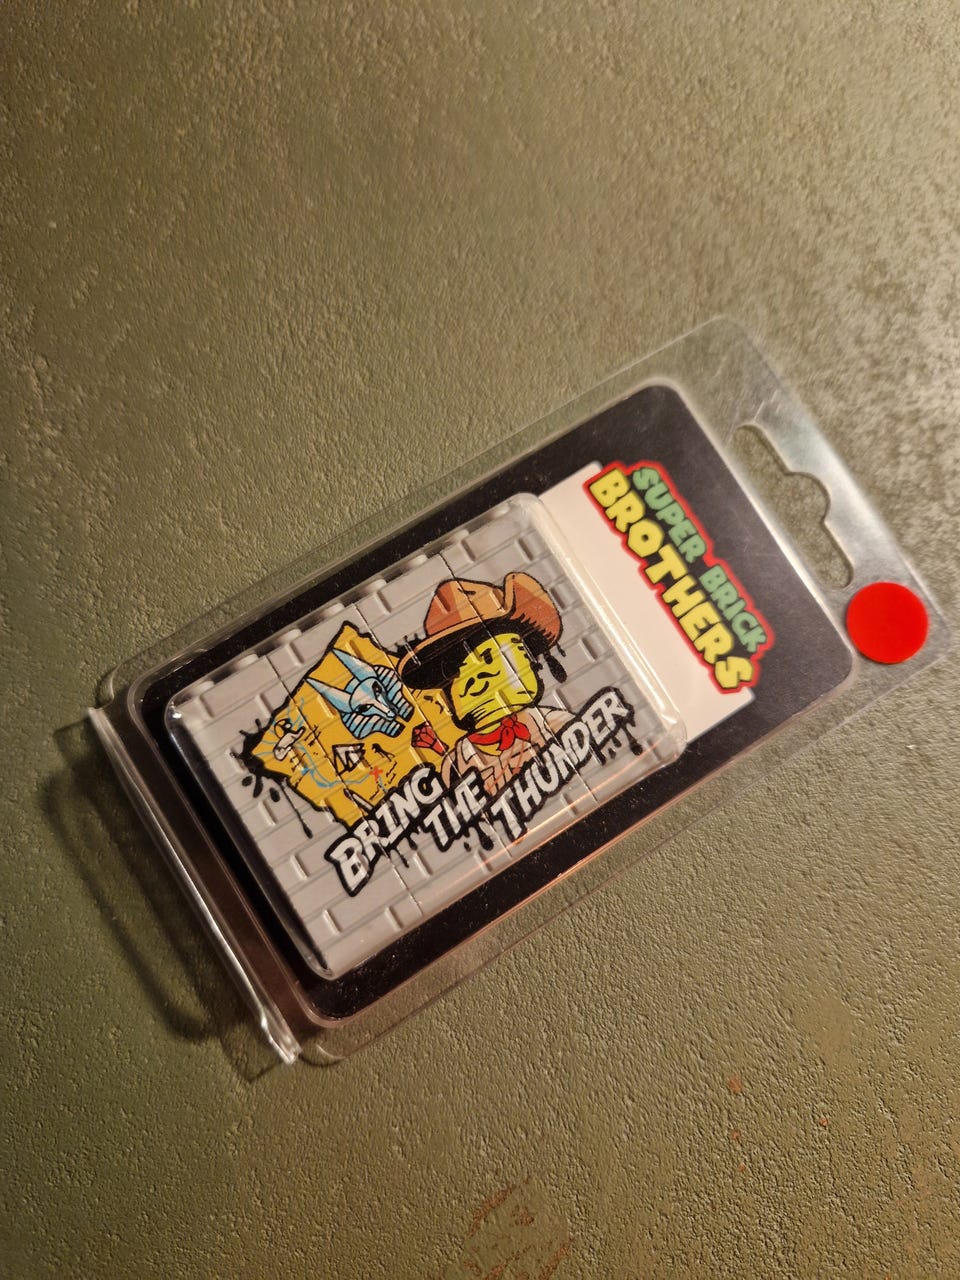 SUPER BRICK
BROTHERS
BRING
THE
THUNDER